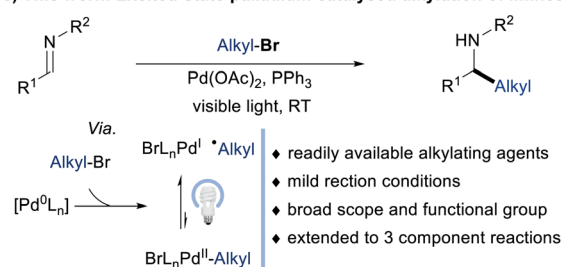 R²
N
R¹
Alkyl-Br
Pd(OAc)₂, PPh₃
visible light, RT
R²
HN
R¹ Alkyl
Via.
Alkyl-Br
[Pd⁰Lₙ]
BrLₙPdᴵ •Alkyl
BrLₙPdᴵᴵ-Alkyl
♦ readily available alkylating agents
♦ mild rection conditions
♦ broad scope and functional group
♦ extended to 3 component reactions